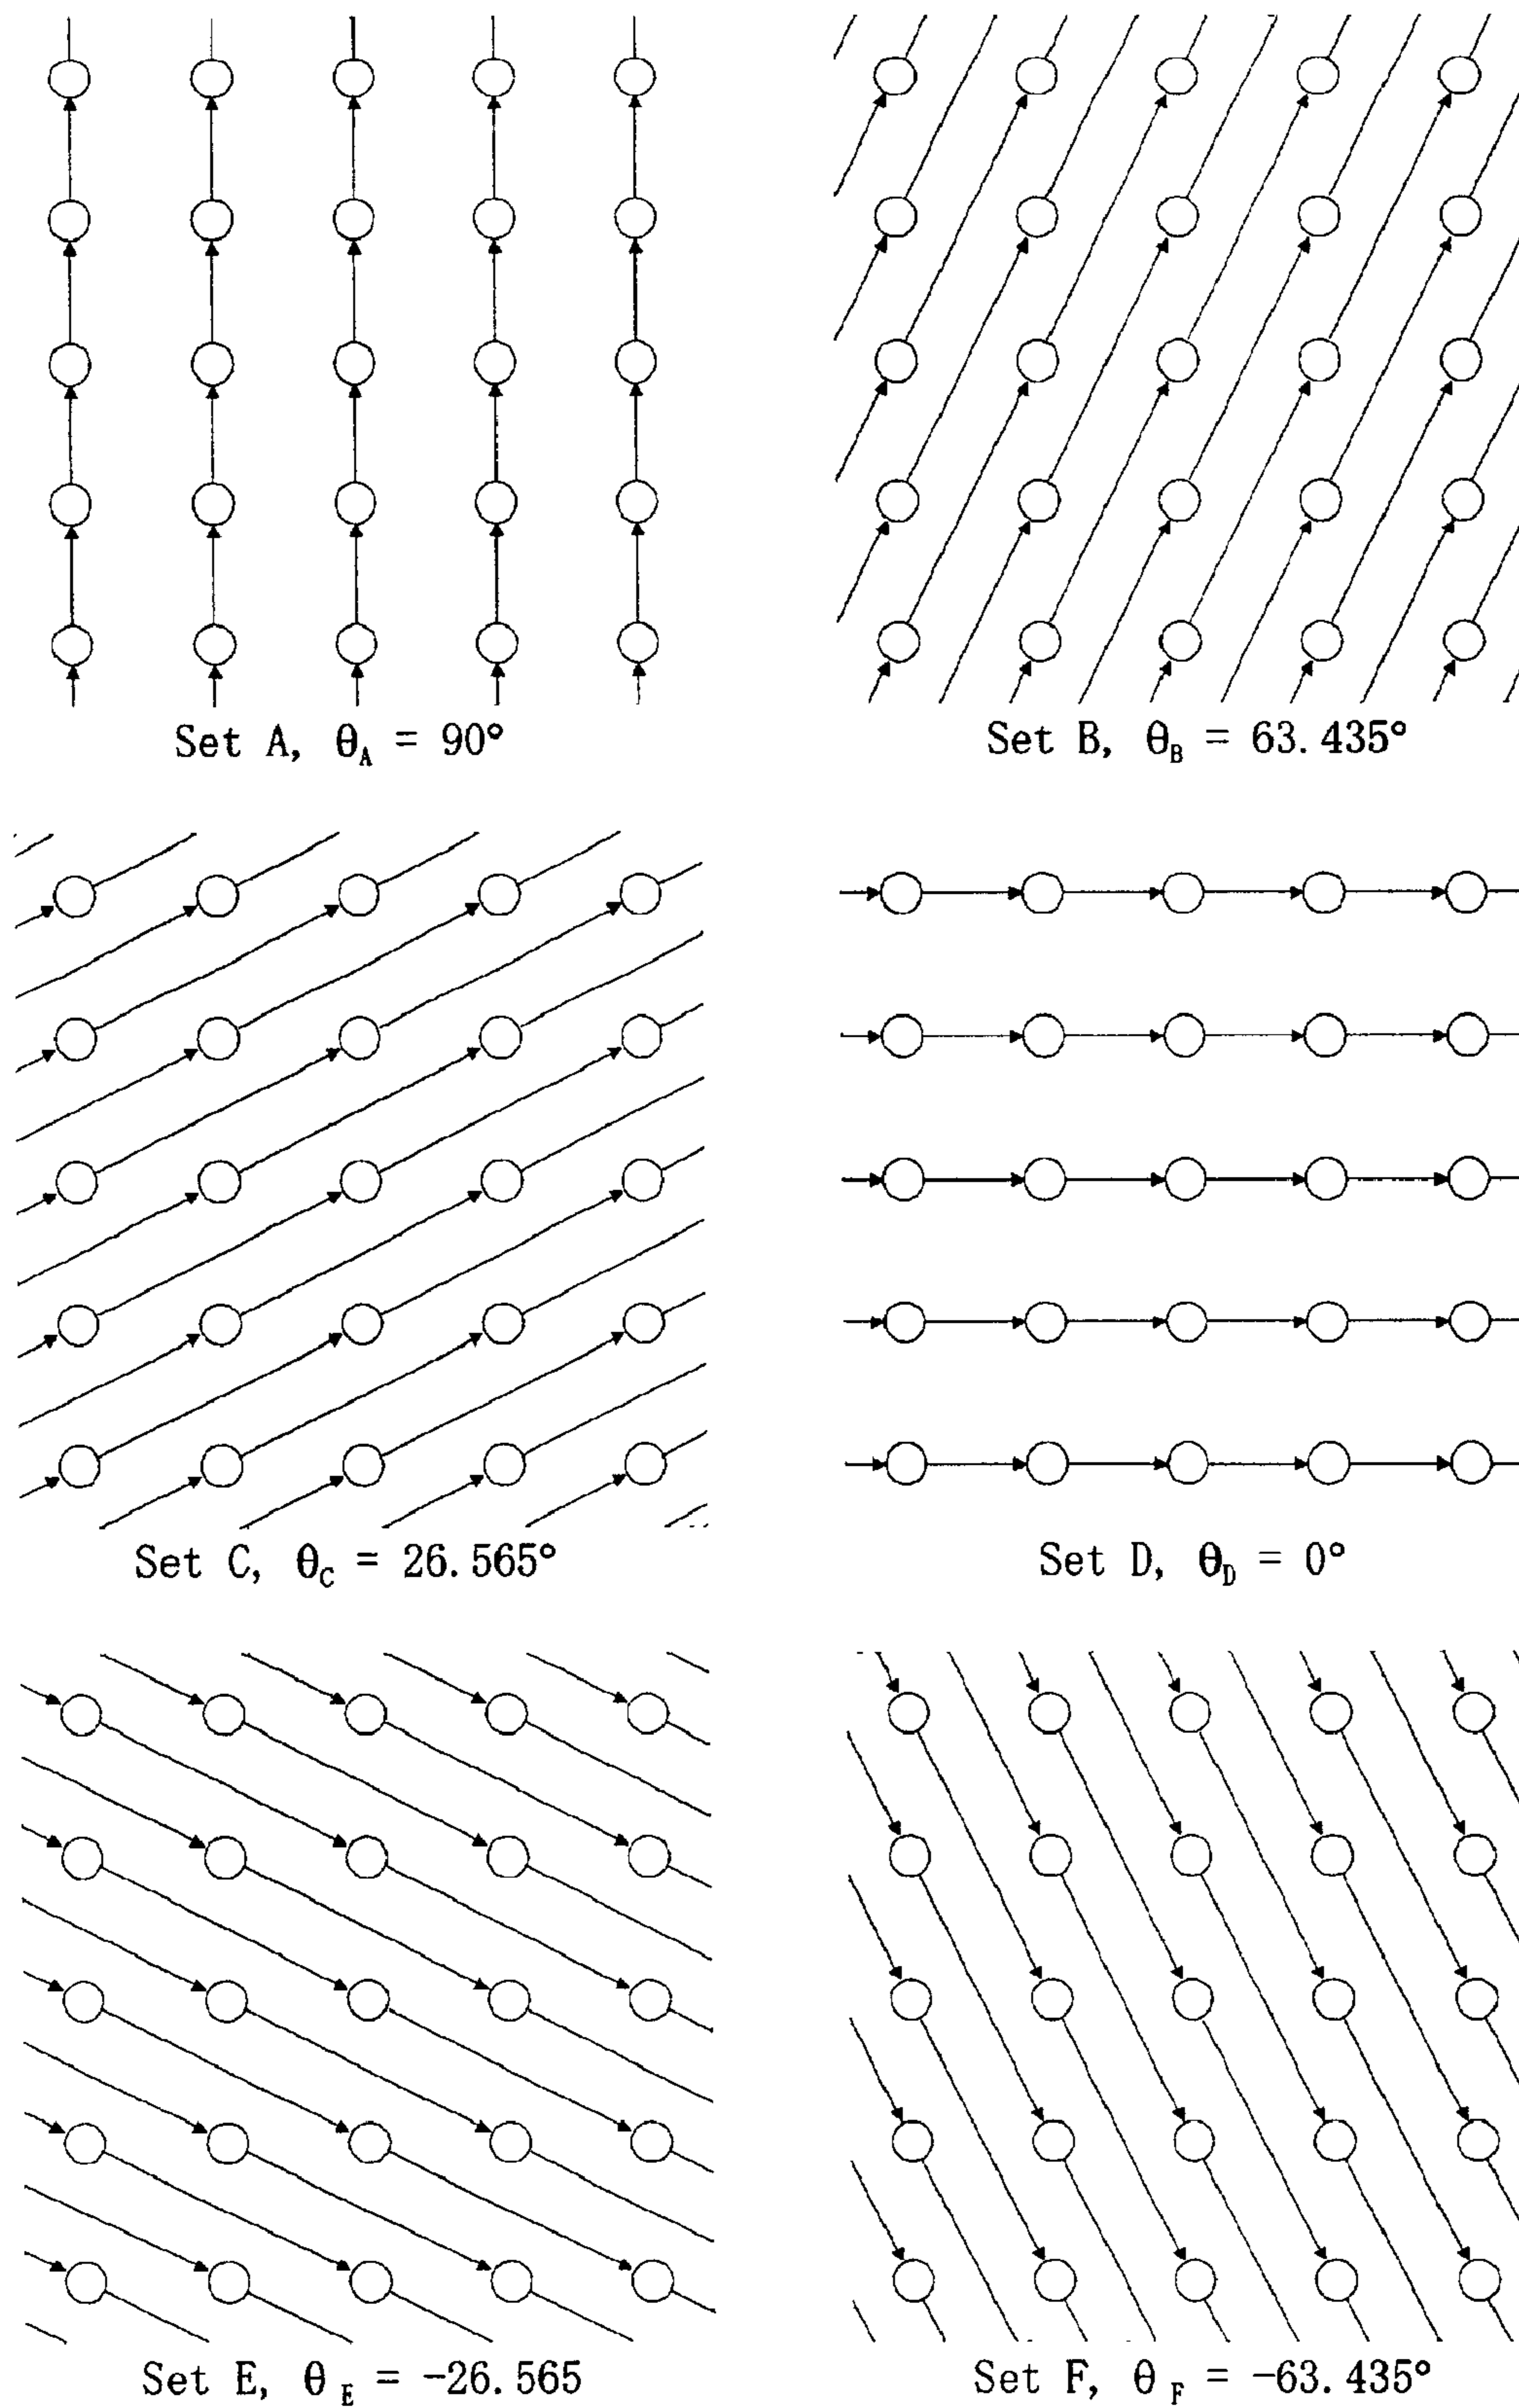 Set A, θA = 90°
Set B, θB = 63.435°
Set C, θC = 26.565°
Set D, θD = 0°
Set E, θE = -26.565
Set F, θF = -63.435°